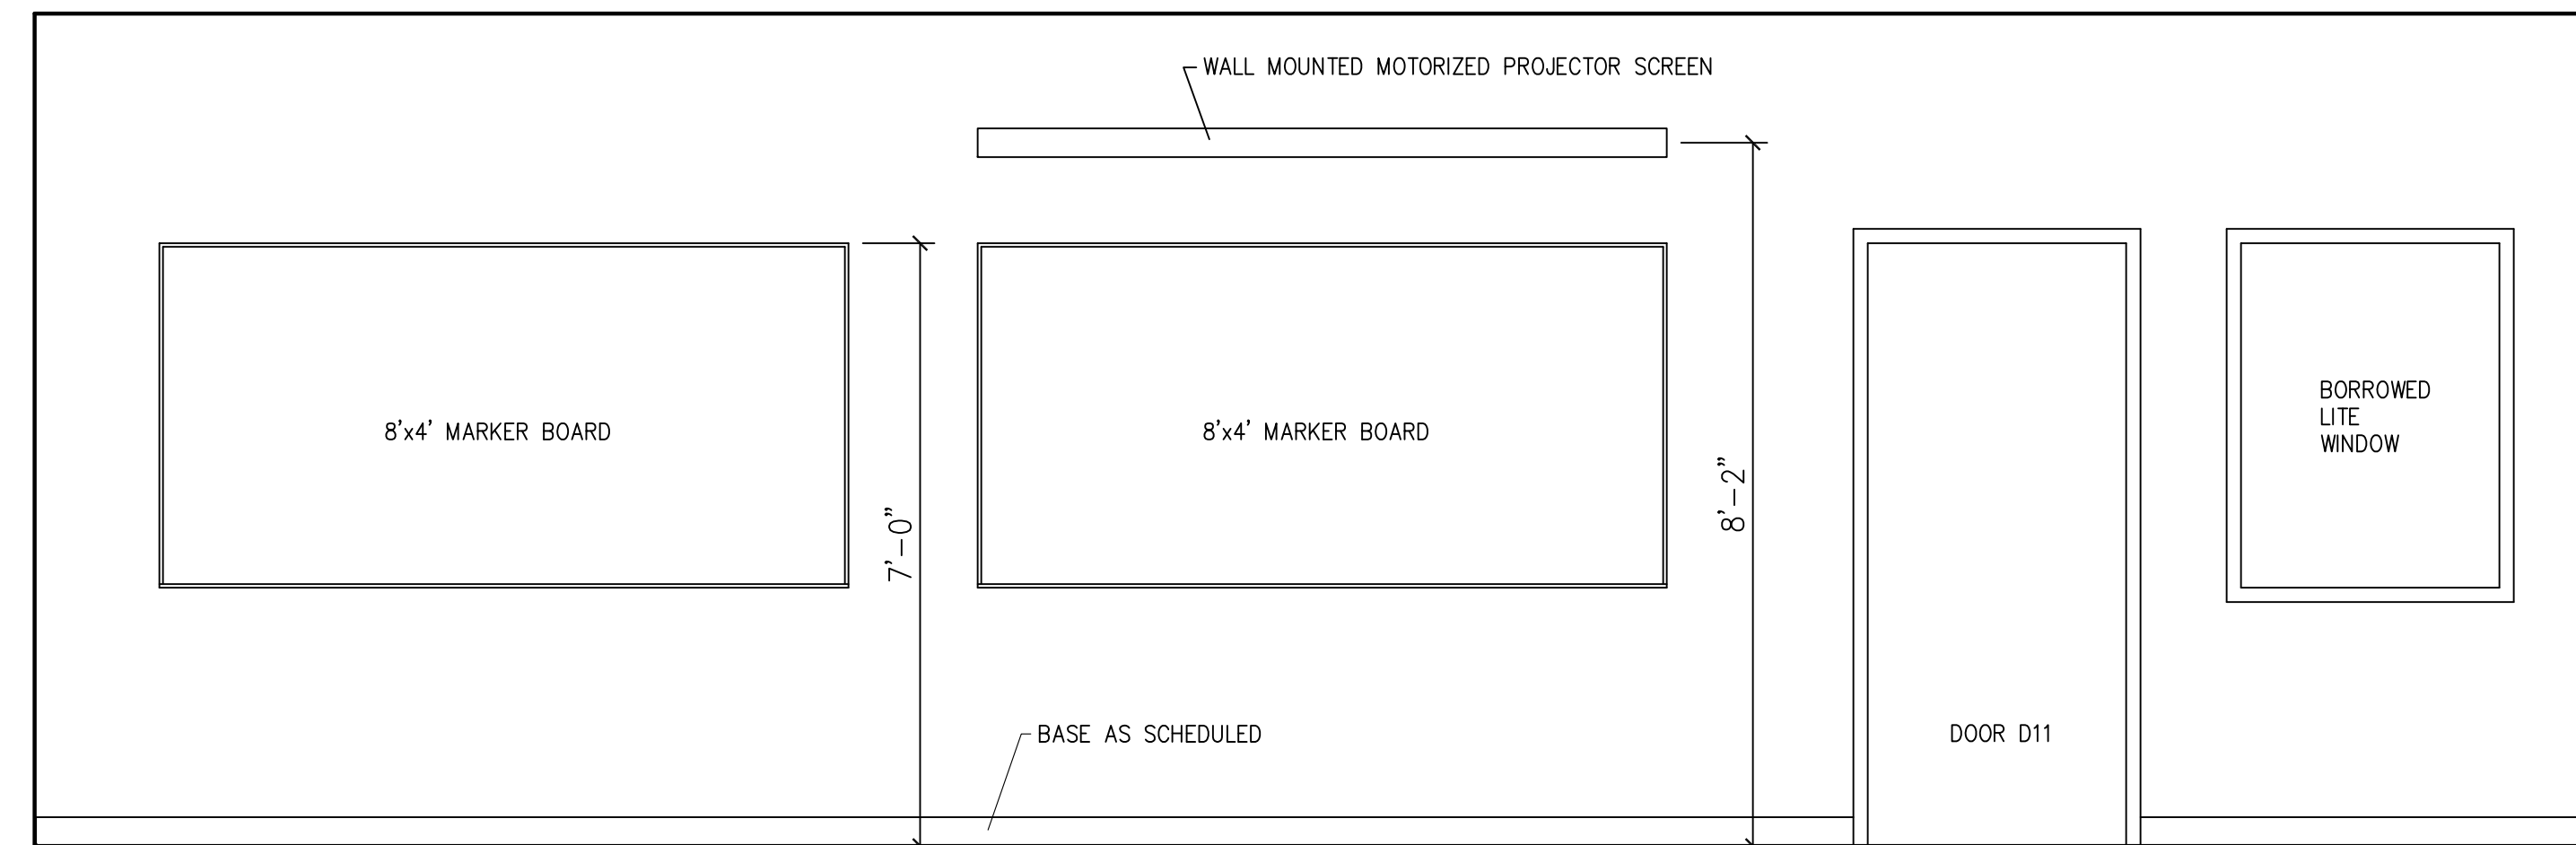 WALL MOUNTED MOTORIZED PROJECTOR SCREEN
8'x4' MARKER BOARD
7'-0"
8'x4' MARKER BOARD
8'-2"
BORROWED
LITE
WINDOW
BASE AS SCHEDULED
DOOR D11